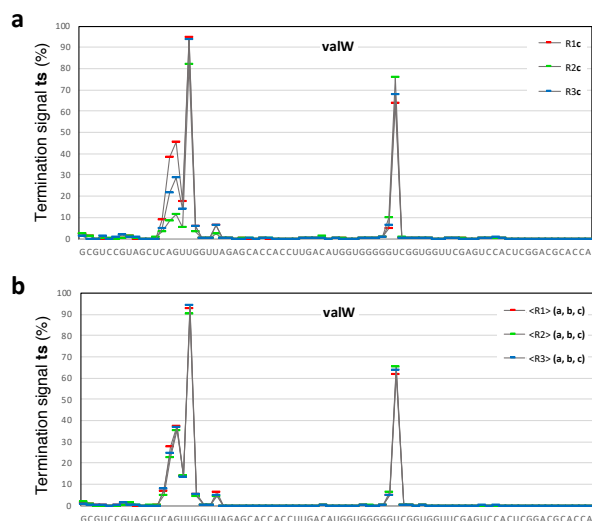 a
valW
Termination signal ts (%)
100
90
80
70
60
50
40
30
20
10
0
R1c
R2c
R3c
GCGUCCGUAGCUCAGUUGGUUAGAGCACCACCUUGACAUGGUGGGGGUCGGUGGUUCGAGUCCACUCGGACGCACCA
b
valW
Termination signal ts (%)
100
90
80
70
60
50
40
30
20
10
0
<R1> (a, b, c)
<R2> (a, b, c)
<R3> (a, b, c)
GCGUCCGUAGCUCAGUUGGUUAGAGCACCACCUUGACAUGGUGGGGGUCGGUGGUUCGAGUCCACUCGGACGCACCA